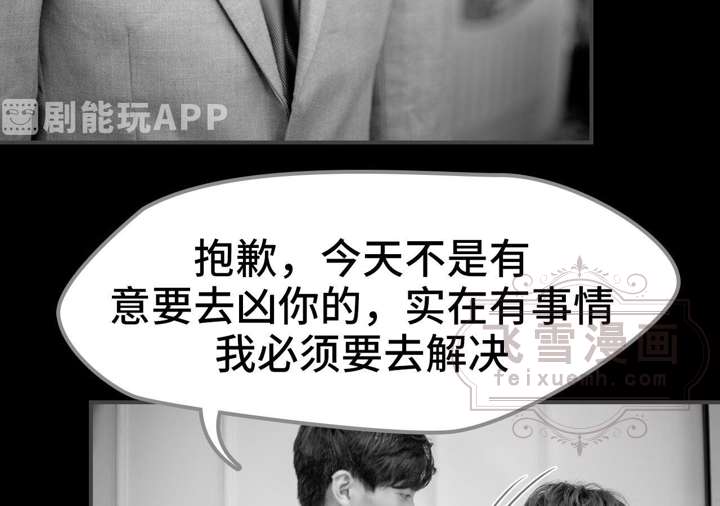 剧能玩APP
抱歉，今天不是有
意要去凶你的，实在有事情
我必须要去解决
飞雪漫画
feixuemh.com